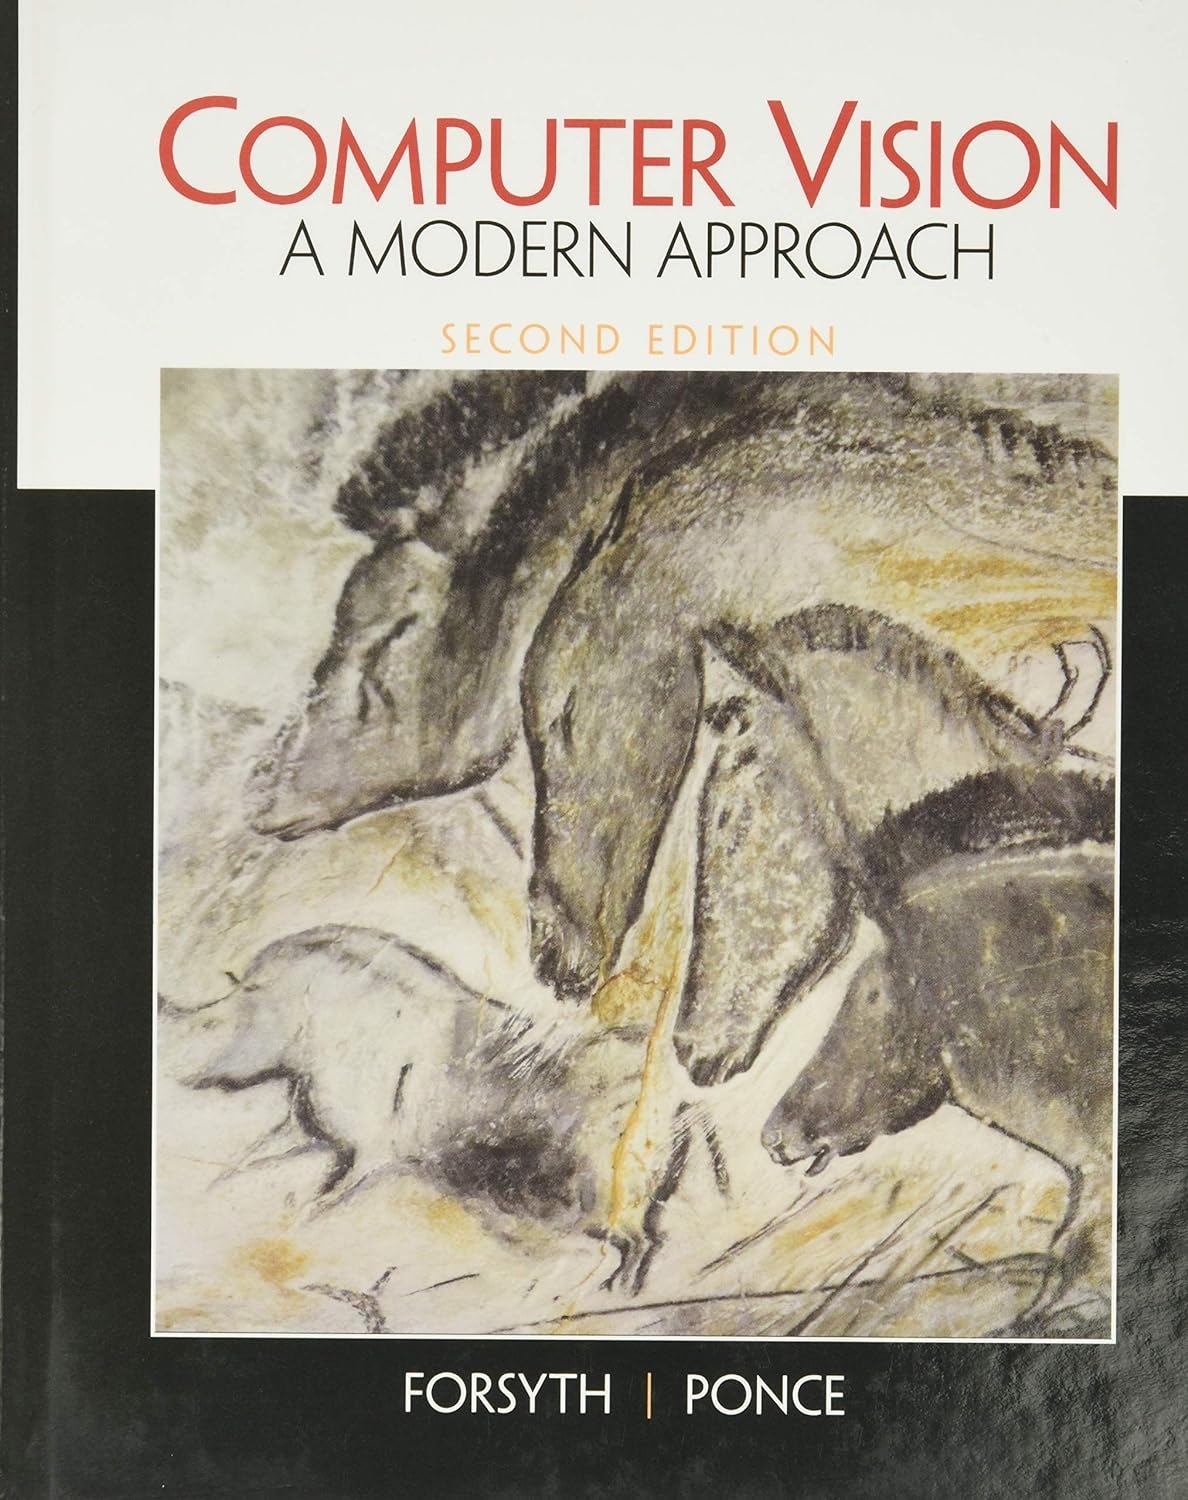 COMPUTER VISION
A MODERN APPROACH
SECOND EDITION
FORSYTH | PONCE